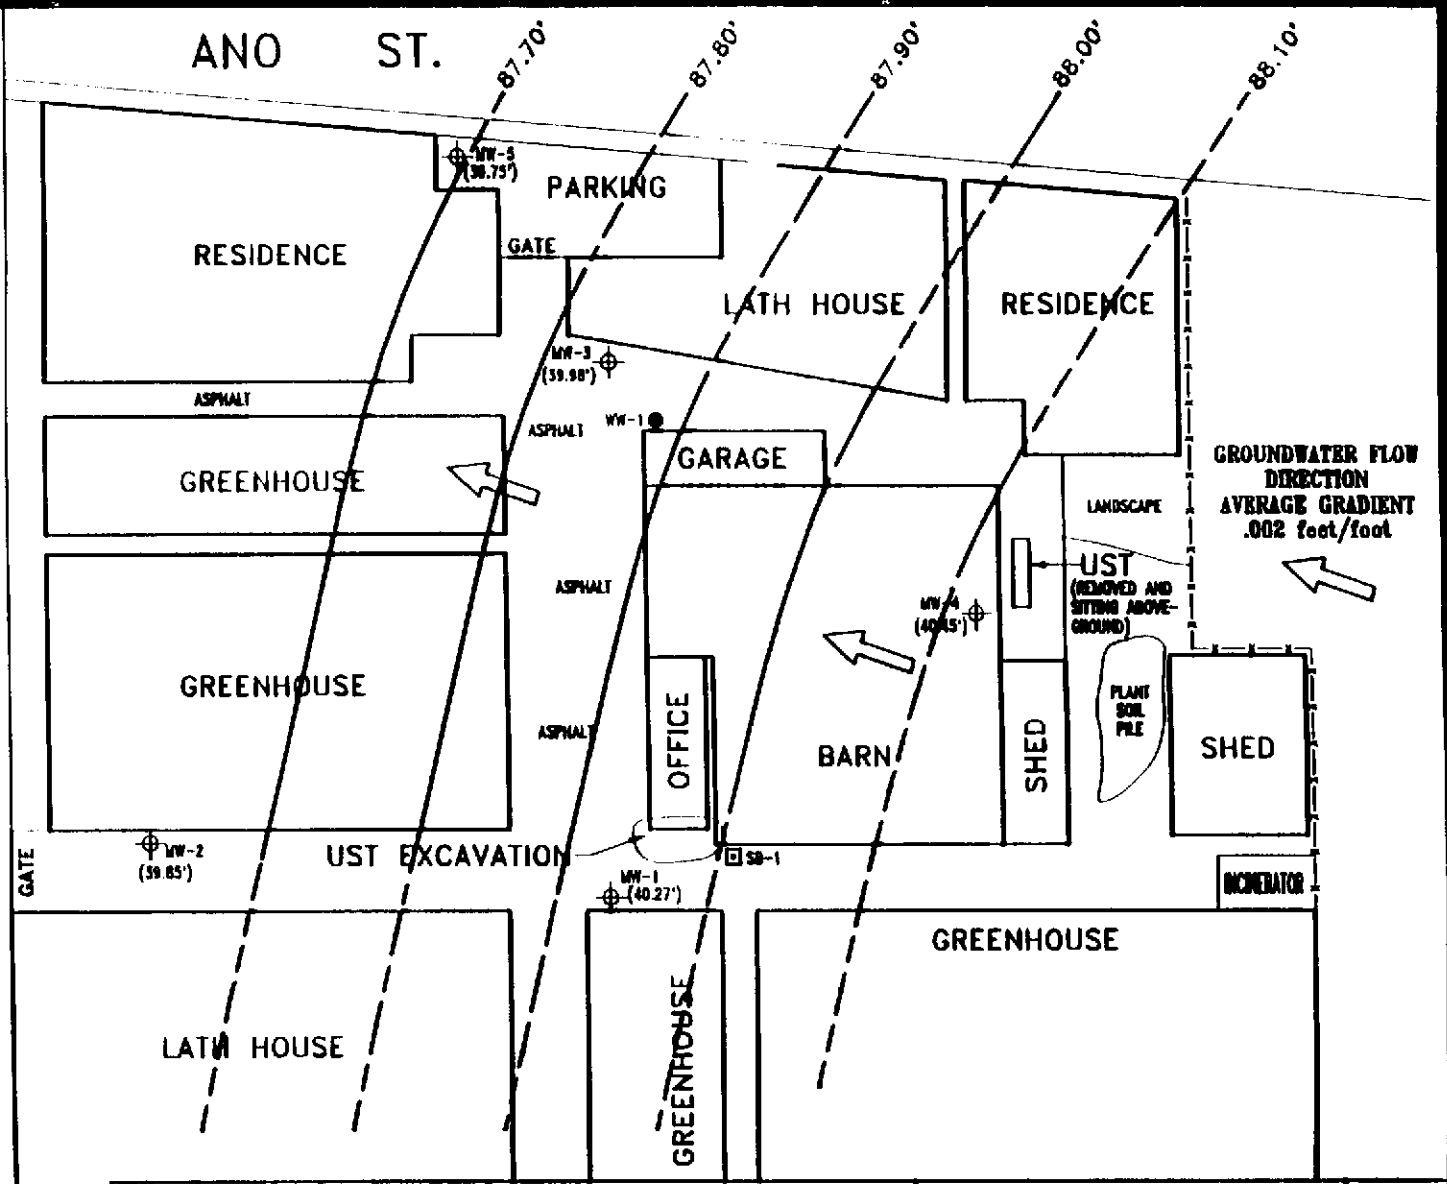 ANO ST.
87.70'
87.80'
87.90'
88.00'
88.10'
MW-5
PARKING
RESIDENCE
GATE
LATH HOUSE
RESIDENCE
MW-3
(39.98')
ASPHALT
ASPHALT
WW-1
GARAGE
GREENHOUSE
GROUNDWATER FLOW
DIRECTION
AVERAGE GRADIENT
.002 feet/foot
LANDSCAPE
UST
(REMOVED AND
SITTING ABOVE-
GROUND)
ASPHALT
MW-4
(40.45')
GREENHOUSE
PLANT
SOIL
PILE
OFFICE
ASPHALT
BARN
SHED
SHED
GATE
MW-2
(39.85')
UST EXCAVATION
SB-1
MW-1
(40.27')
INCINERATOR
GREENHOUSE
LATH HOUSE
GREENHOUSE